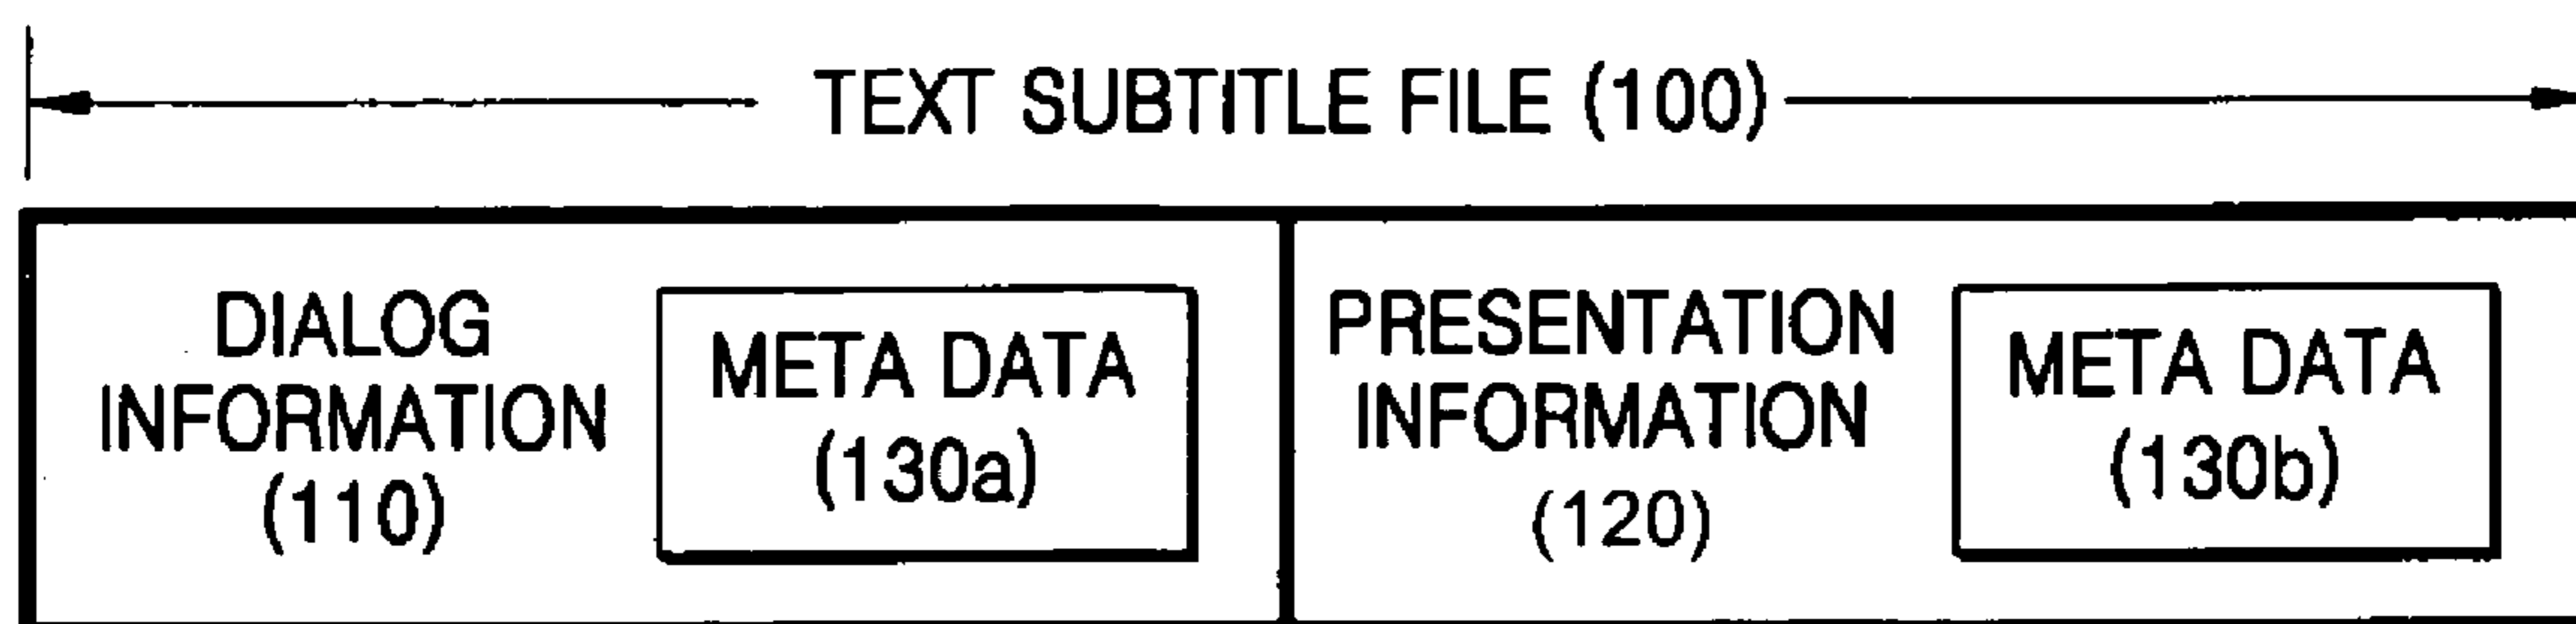 TEXT SUBTITLE FILE (100)
DIALOG
INFORMATION
(110)
META DATA
(130a)
PRESENTATION
INFORMATION
(120)
META DATA
(130b)